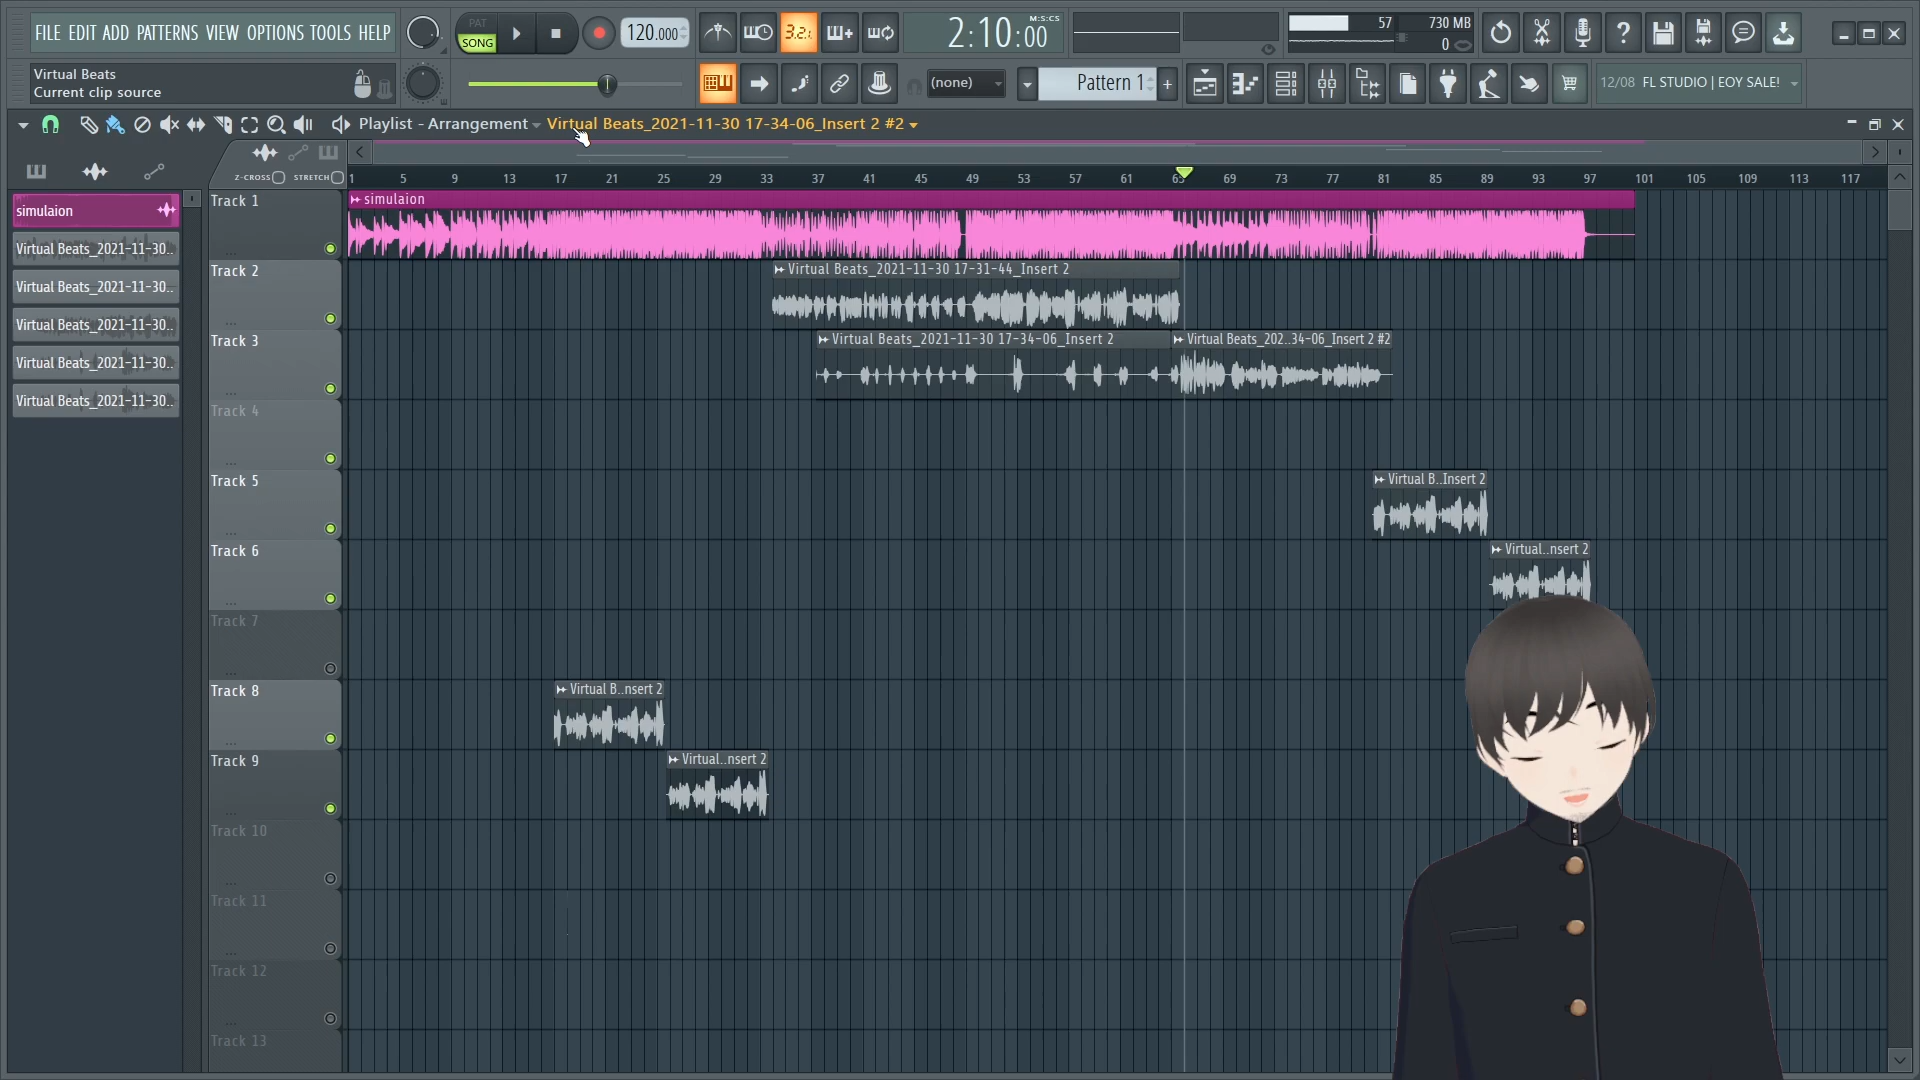 FILE EDIT ADD PATTERNS VIEW OPTIONS TOOLS HELP
PAT
SONG
120.000
3.2.
2:10:00
M:S:CS
57
730 MB
0
Virtual Beats
Current clip source
(none)
Pattern 1
+
12/08 FL STUDIO | EOY SALE!
Playlist - Arrangement
Virtual Beats_2021-11-30 17-34-06_Insert 2 #2
Z-CROSS
STRETCH
1 5 9 13 17 21 25 29 33 37 41 45 49 53 57 61 65 69 73 77 81 85 89 93 97 101 105 109 113 117
simulaion
Virtual Beats_2021-11-30..
Virtual Beats_2021-11-30..
Virtual Beats_2021-11-30..
Virtual Beats_2021-11-30..
Virtual Beats_2021-11-30..
Track 1
simulaion
Track 2
Virtual Beats_2021-11-30 17-31-44_Insert 2
Track 3
Virtual Beats_2021-11-30 17-34-06_Insert 2
Virtual Beats_202..34-06_Insert 2 #2
Track 4
Track 5
Virtual B..Insert 2
Track 6
Virtual..nsert 2
Track 7
Track 8
Virtual B..nsert 2
Track 9
Virtual..nsert 2
Track 10
Track 11
Track 12
Track 13